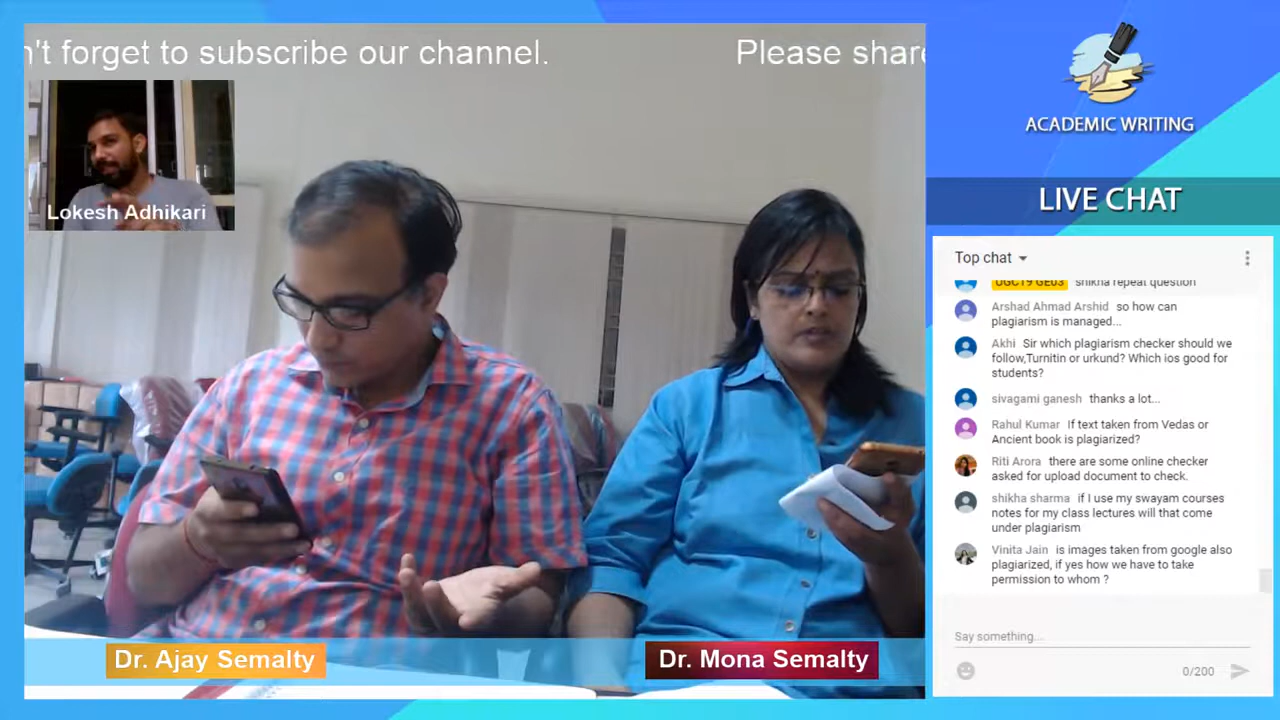 n't forget to subscribe our channel.
Please share
Lokesh Adhikari
ACADEMIC WRITING
LIVE CHAT
Top chat
UGC19 GE03 shikha repeat question
Arshad Ahmad Arshid so how can
plagiarism is managed...
Akhi Sir which plagiarism checker should we
follow,Turnitin or urkund? Which ios good for
students?
sivagami ganesh thanks a lot...
Rahul Kumar If text taken from Vedas or
Ancient book is plagiarized?
Riti Arora there are some online checker
asked for upload document to check.
shikha sharma if I use my swayam courses
notes for my class lectures will that come
under plagiarism
Vinita Jain is images taken from google also
plagiarized, if yes how we have to take
permission to whom ?
Say something...
0/200
Dr. Ajay Semalty
Dr. Mona Semalty